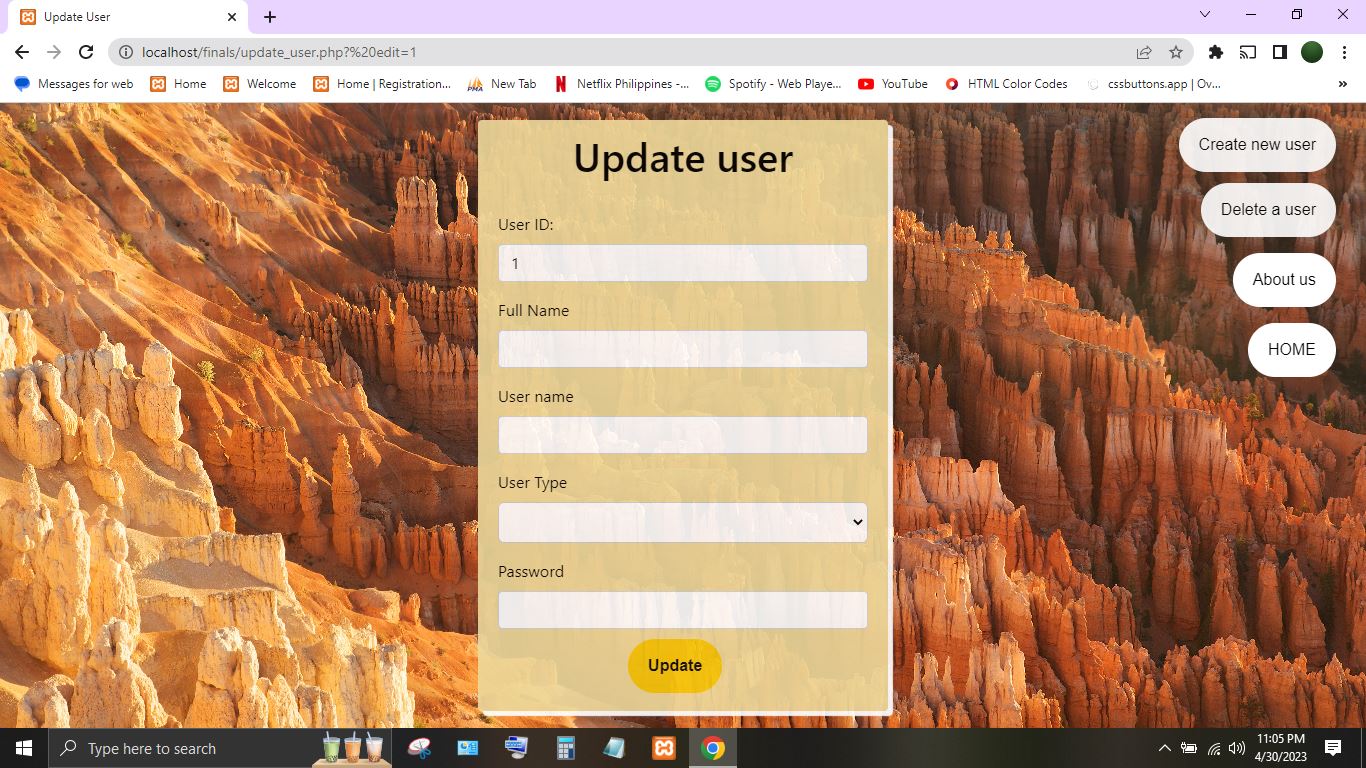 Update User
localhost/finals/update_user.php?%20edit=1
Messages for web
Home
Welcome
Home | Registration...
PMA
New Tab
Netflix Philippines -...
Spotify - Web Playe...
YouTube
HTML Color Codes
cssbuttons.app | Ov...
Update user
User ID:
1
Full Name
User name
User Type
Password
Update
Create new user
Delete a user
About us
HOME
Type here to search
11:05 PM
4/30/2023